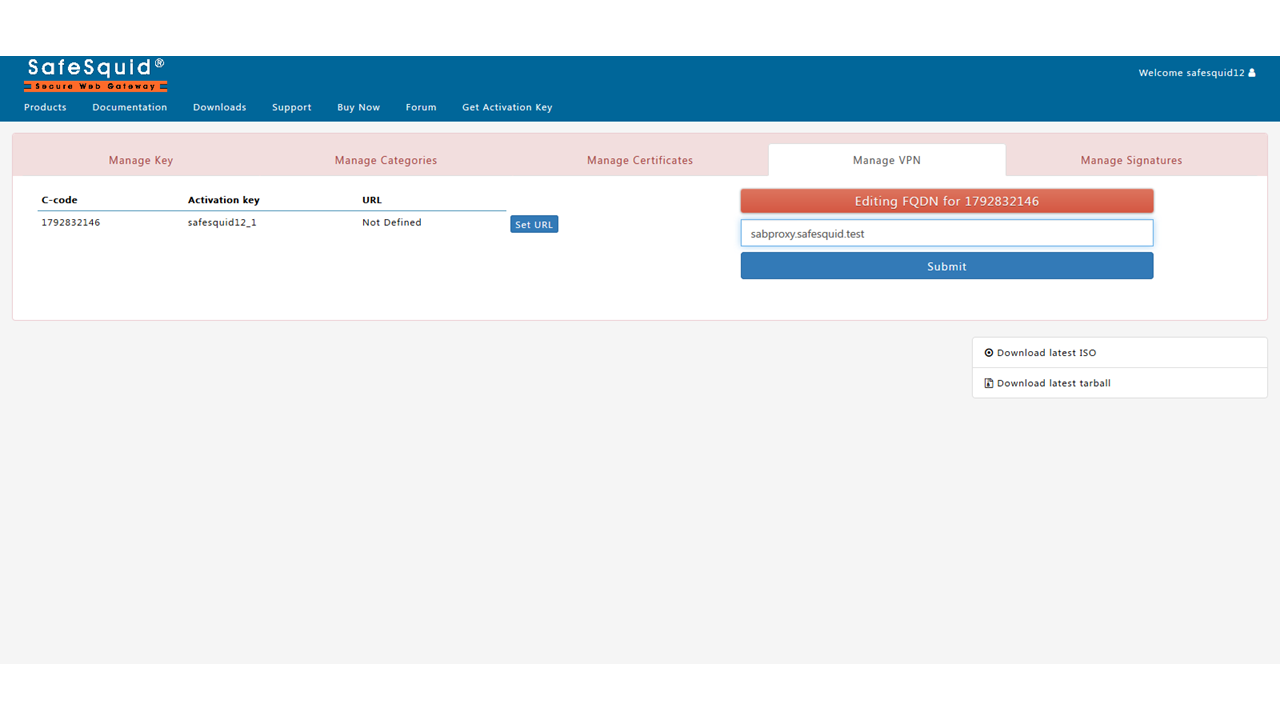 SafeSquid®
Secure Web Gateway
Welcome safesquid12
Products Documentation Downloads Support Buy Now Forum Get Activation Key
Manage Key Manage Categories Manage Certificates Manage VPN Manage Signatures
C-code Activation key URL
1792832146 safesquid12_1 Not Defined Set URL
Editing FQDN for 1792832146
sabproxy.safesquid.test
Submit
Download latest ISO
Download latest tarball